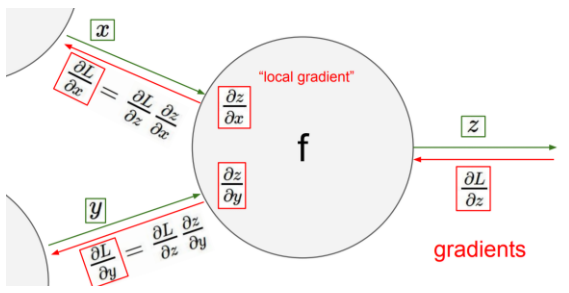 x
∂L/∂x = ∂L/∂z ∂z/∂x
"local gradient"
∂z/∂x
f
z
∂z/∂y
∂L/∂z
y
∂L/∂y = ∂L/∂z ∂z/∂y
gradients